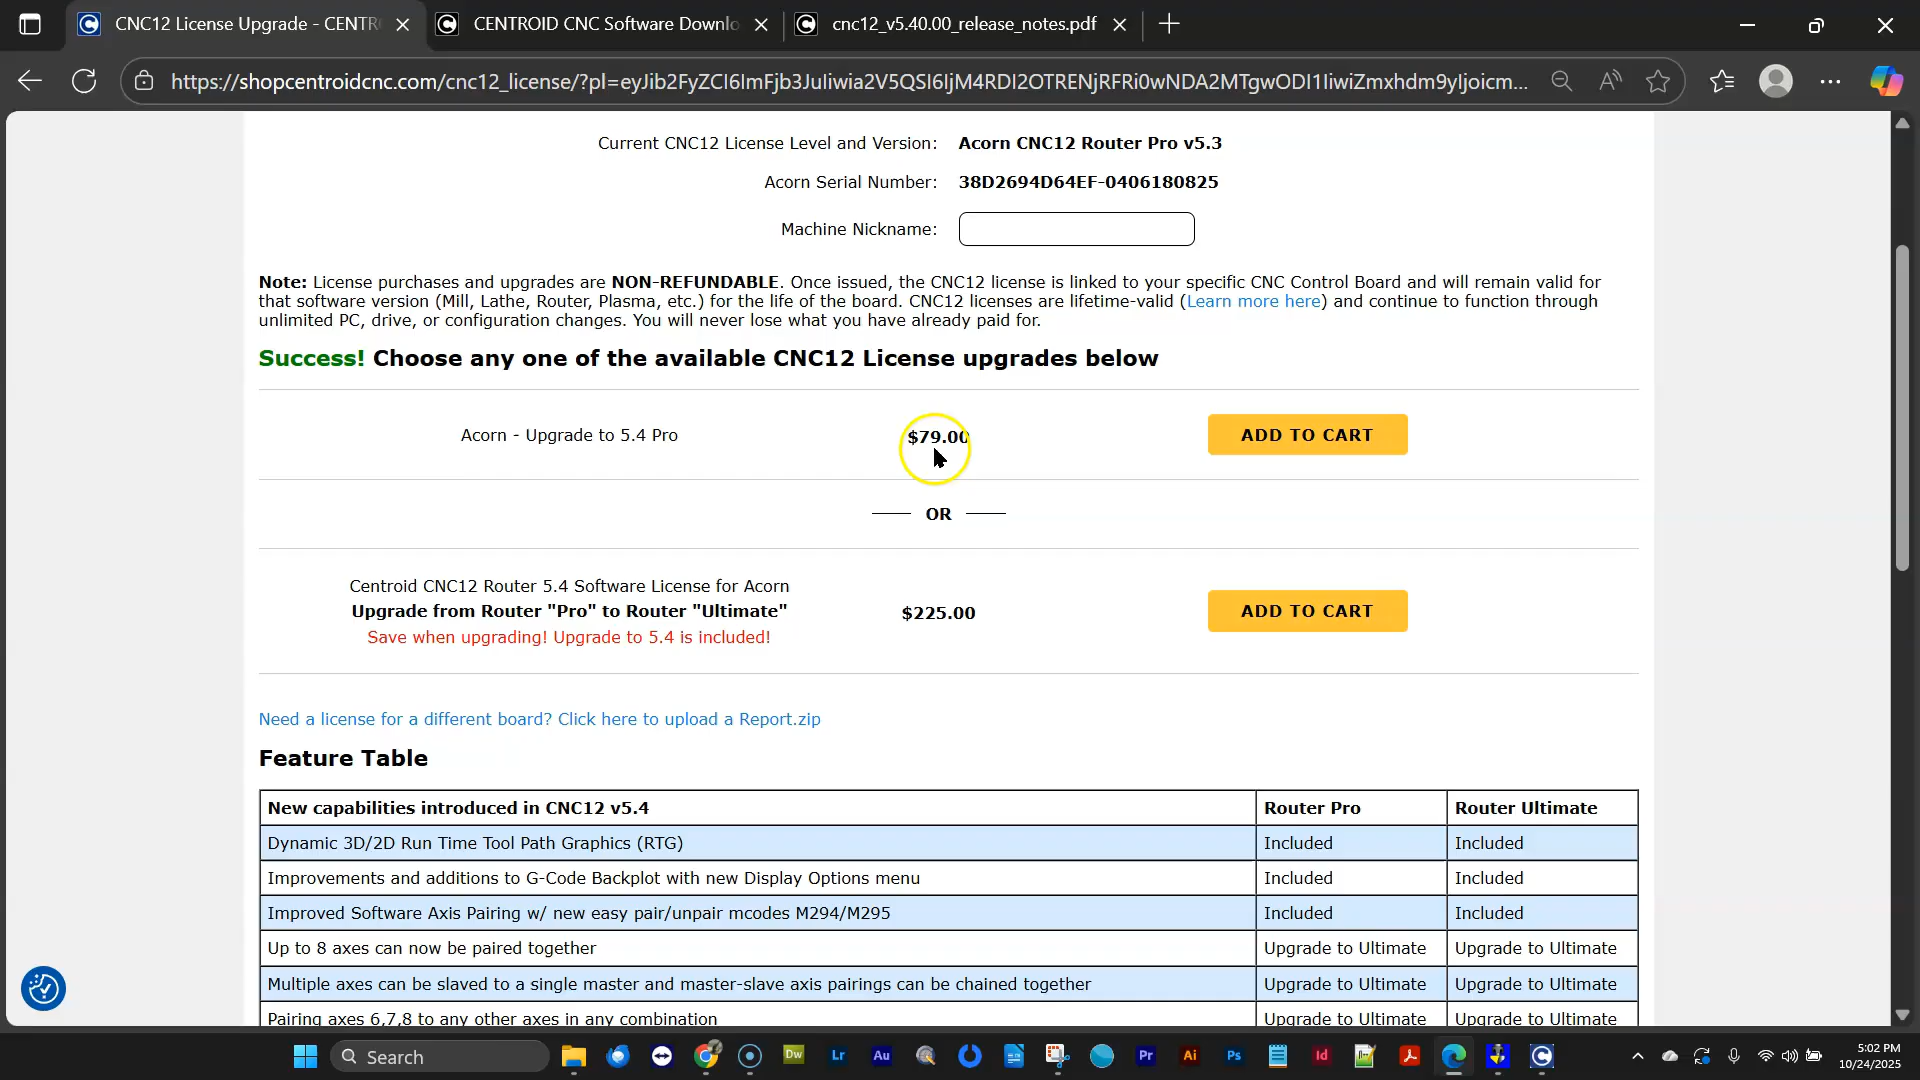 CNC12 License Upgrade - CENTR
CENTROID CNC Software Downlo
cnc12_v5.40.00_release_notes.pdf
https://shopcentroidcnc.com/cnc12_license/?pl=eyJib2FyZCI6ImFjb3JuIiwia2V5QSI6IjM4RDI2OTRENjRFRi0wNDA2MTgwODI1IiwiZmxhdm9yIjoicm...
Current CNC12 License Level and Version: Acorn CNC12 Router Pro v5.3
Acorn Serial Number: 38D2694D64EF-0406180825
Machine Nickname:
Note: License purchases and upgrades are NON-REFUNDABLE. Once issued, the CNC12 license is linked to your specific CNC Control Board and will remain valid for
that software version (Mill, Lathe, Router, Plasma, etc.) for the life of the board. CNC12 licenses are lifetime-valid (Learn more here) and continue to function through
unlimited PC, drive, or configuration changes. You will never lose what you have already paid for.
Success! Choose any one of the available CNC12 License upgrades below
Acorn - Upgrade to 5.4 Pro $79.00 ADD TO CART
OR
Centroid CNC12 Router 5.4 Software License for Acorn
Upgrade from Router "Pro" to Router "Ultimate" $225.00 ADD TO CART
Save when upgrading! Upgrade to 5.4 is included!
Need a license for a different board? Click here to upload a Report.zip
Feature Table
New capabilities introduced in CNC12 v5.4 Router Pro Router Ultimate
Dynamic 3D/2D Run Time Tool Path Graphics (RTG) Included Included
Improvements and additions to G-Code Backplot with new Display Options menu Included Included
Improved Software Axis Pairing w/ new easy pair/unpair mcodes M294/M295 Included Included
Up to 8 axes can now be paired together Upgrade to Ultimate Upgrade to Ultimate
Multiple axes can be slaved to a single master and master-slave axis pairings can be chained together Upgrade to Ultimate Upgrade to Ultimate
Pairing axes 6,7,8 to any other axes in any combination Upgrade to Ultimate Upgrade to Ultimate
Search
Dw
Lr
Au
Pr
Ai
Ps
Id
5:02 PM
10/24/2025